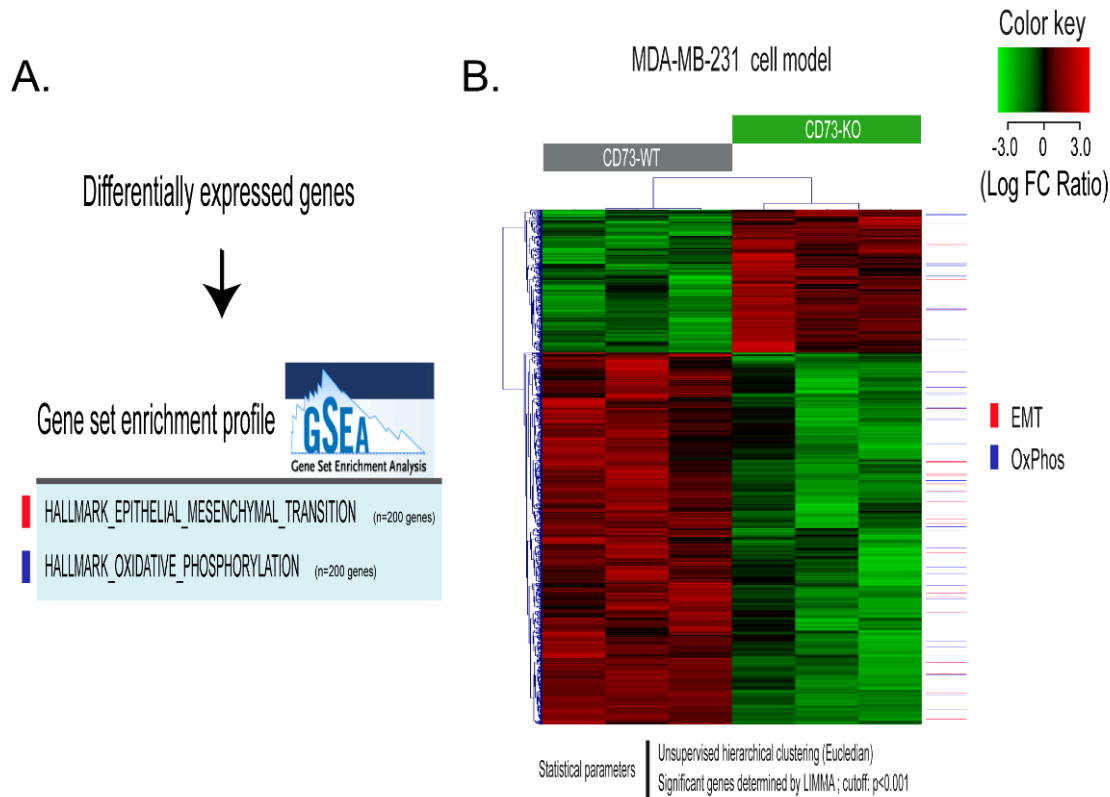 A.
Differentially expressed genes
Gene set enrichment profile
GSEA
Gene Set Enrichment Analysis
HALLMARK_EPITHELIAL_MESENCHYMAL_TRANSITION (n=200 genes)
HALLMARK_OXIDATIVE_PHOSPHORYLATION (n=200 genes)
B.
MDA-MB-231 cell model
CD73-KO
CD73-WT
Color key
-3.0 0 3.0
(Log FC Ratio)
EMT
OxPhos
Statistical parameters
Unsupervised hierarchical clustering (Eucledian)
Significant genes determined by LIMMA ; cutoff: p<0.001